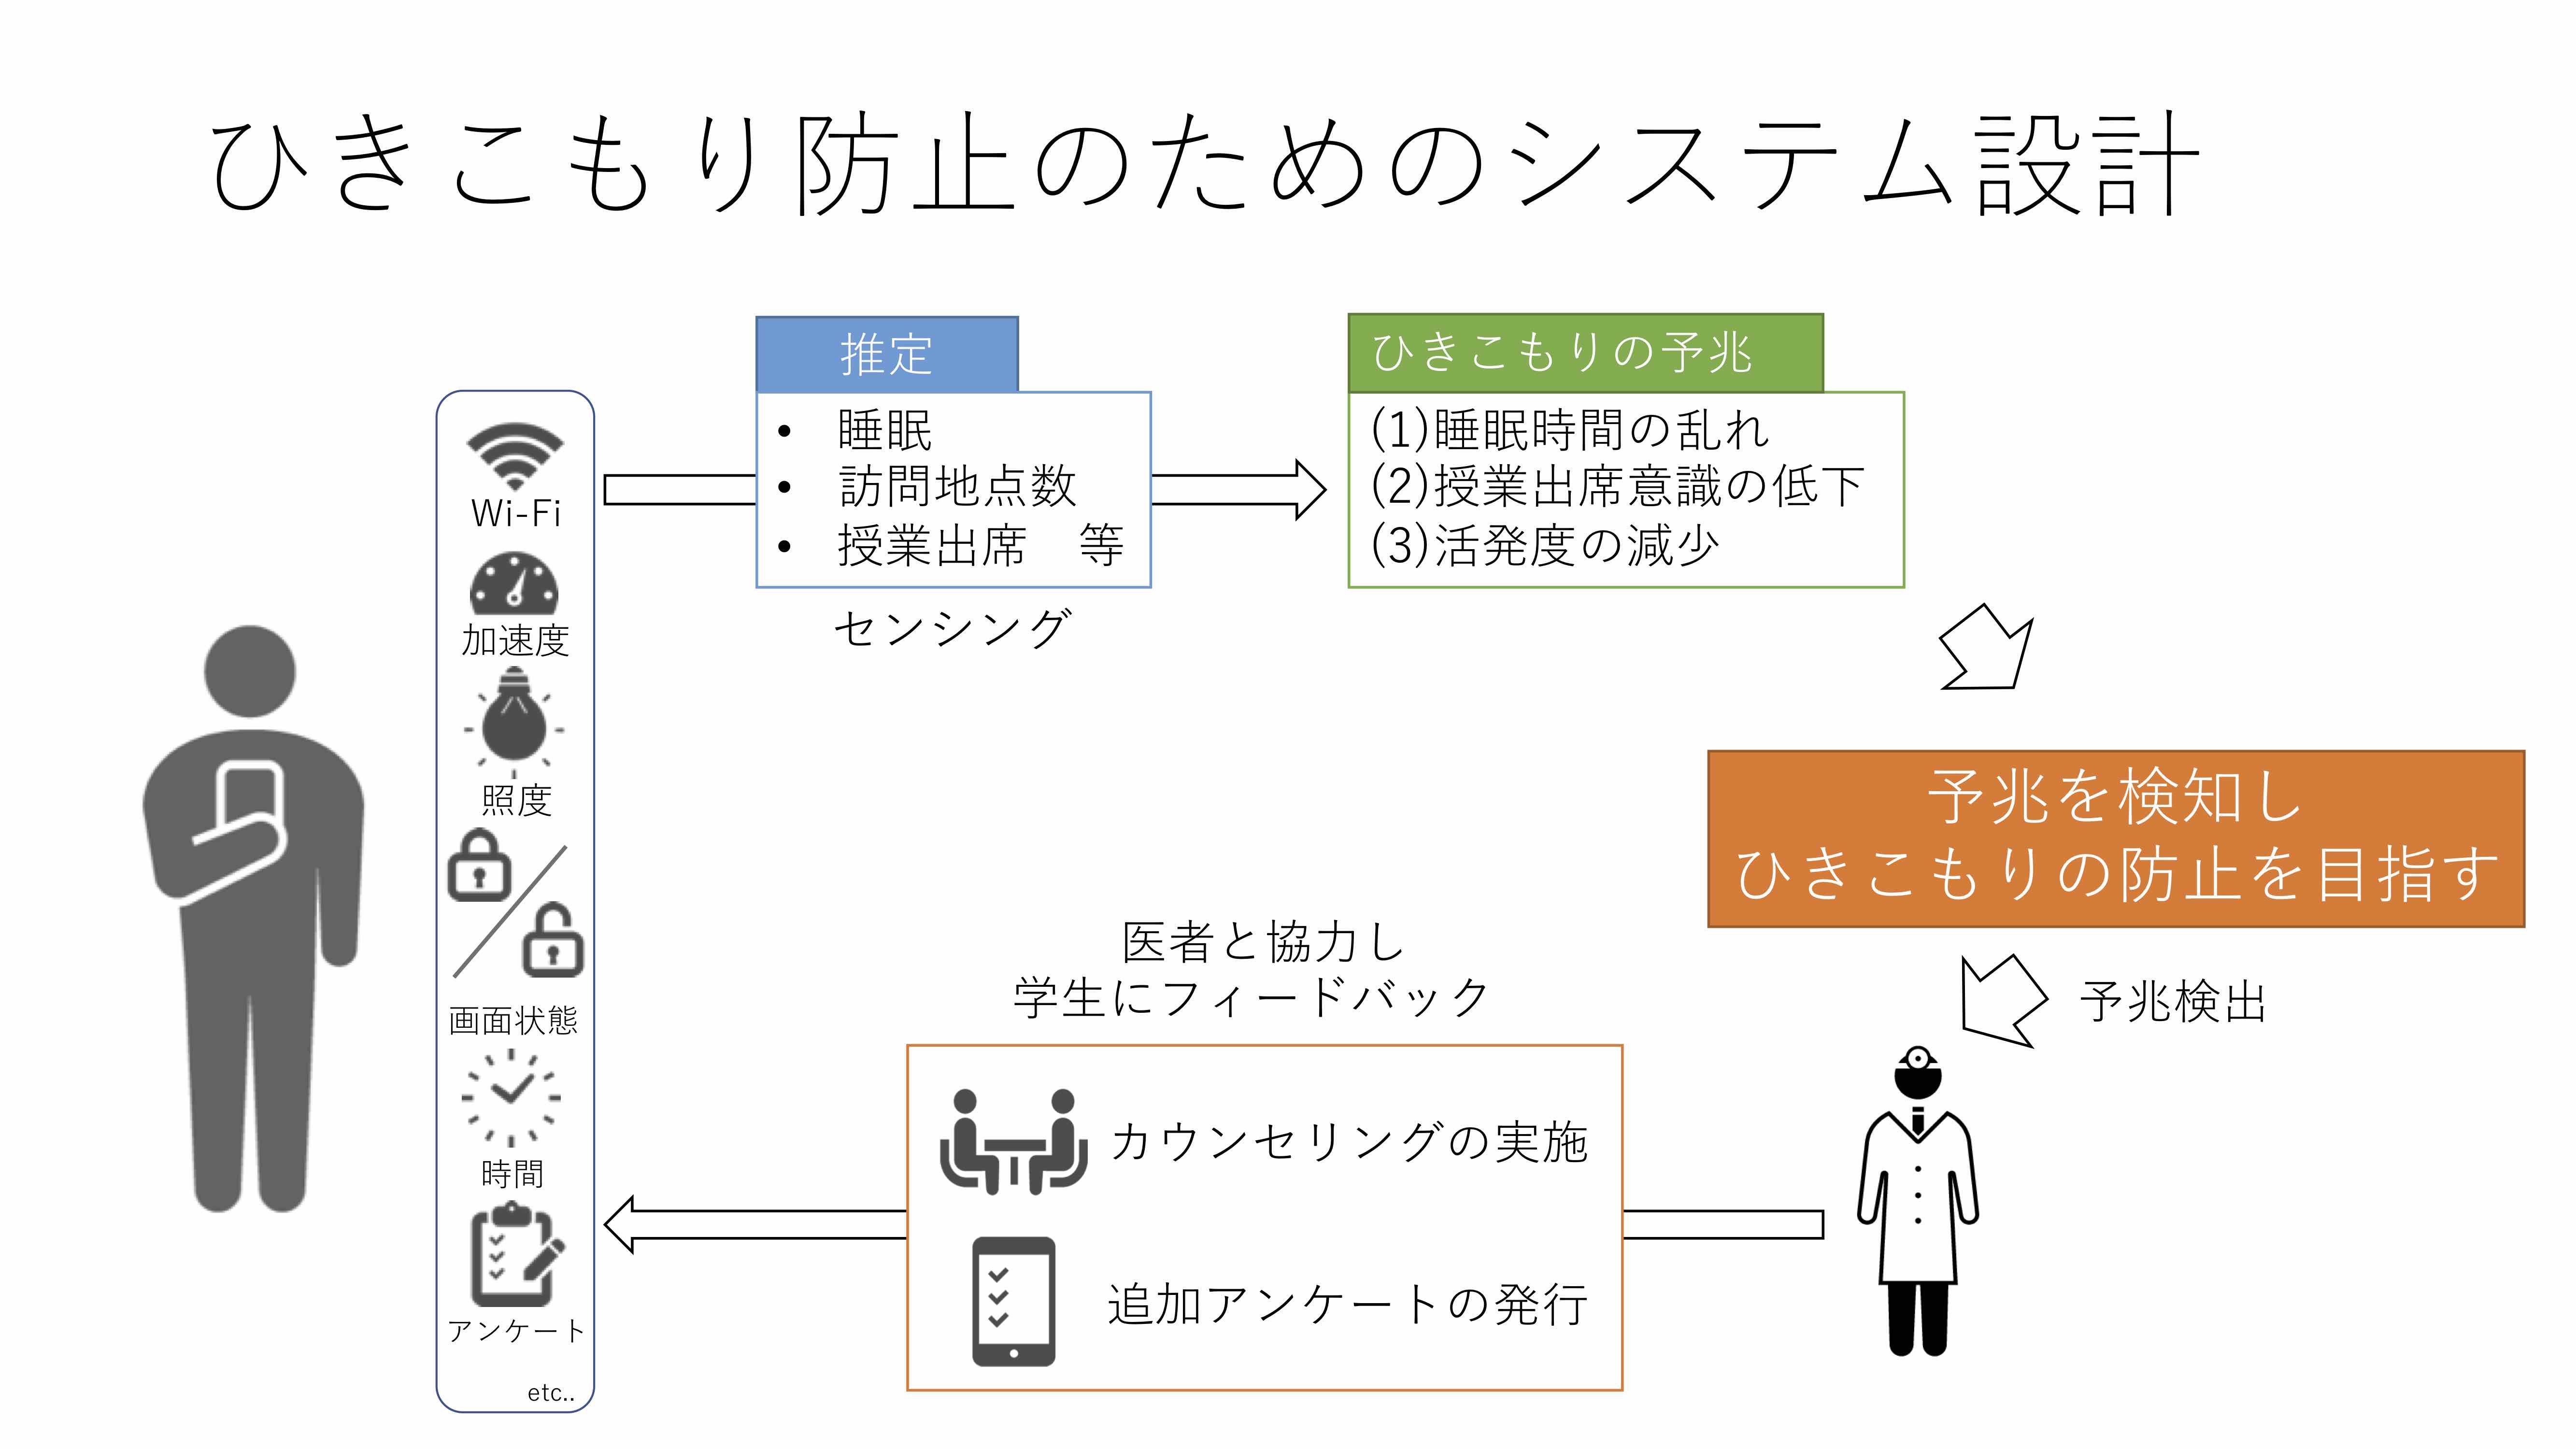 ひきこもり防止のためのシステム設計
Wi-Fi
加速度
照度
画面状態
時間
アンケート
etc..
推定
• 睡眠
• 訪問地点数
• 授業出席　等
センシング
ひきこもりの予兆
(1)睡眠時間の乱れ
(2)授業出席意識の低下
(3)活発度の減少
予兆を検知し
ひきこもりの防止を目指す
予兆検出
医者と協力し
学生にフィードバック
カウンセリングの実施
追加アンケートの発行